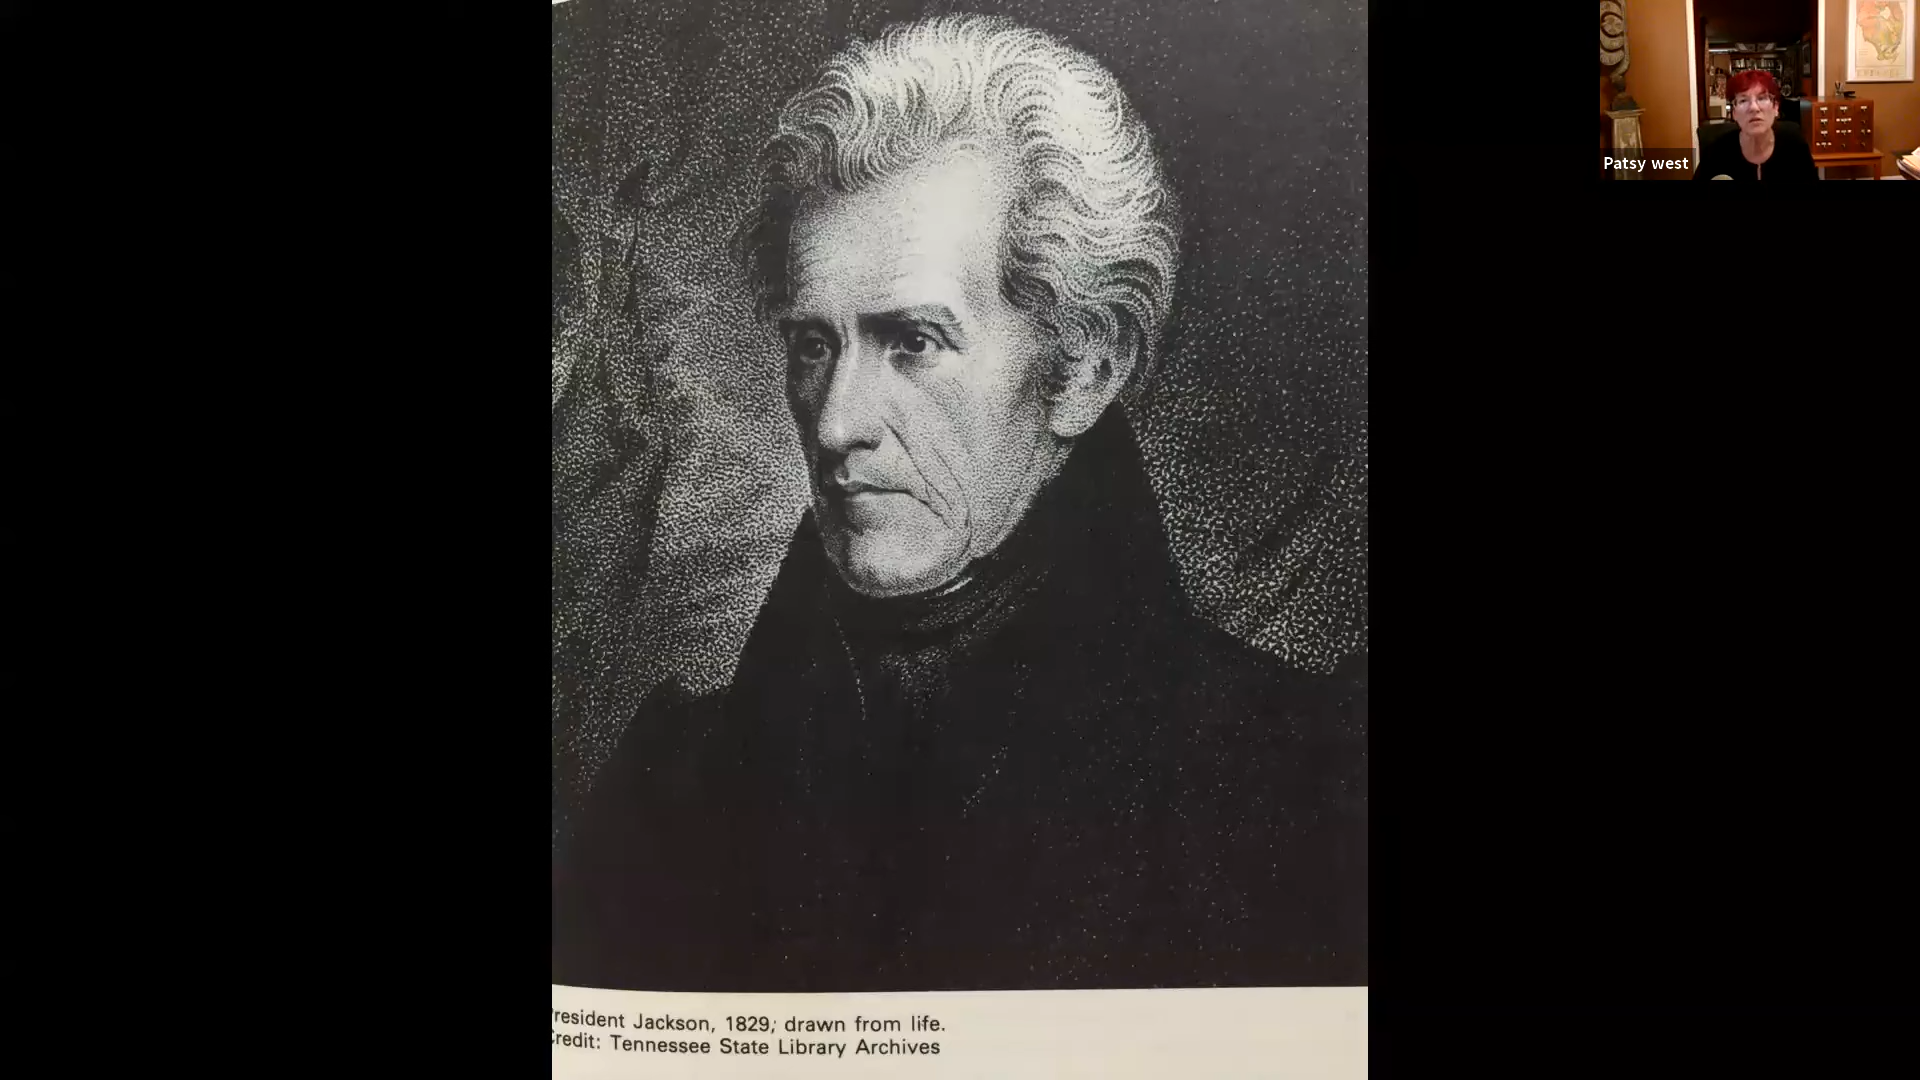 Patsy west
resident Jackson, 1829; drawn from life.
redit: Tennessee State Library Archives